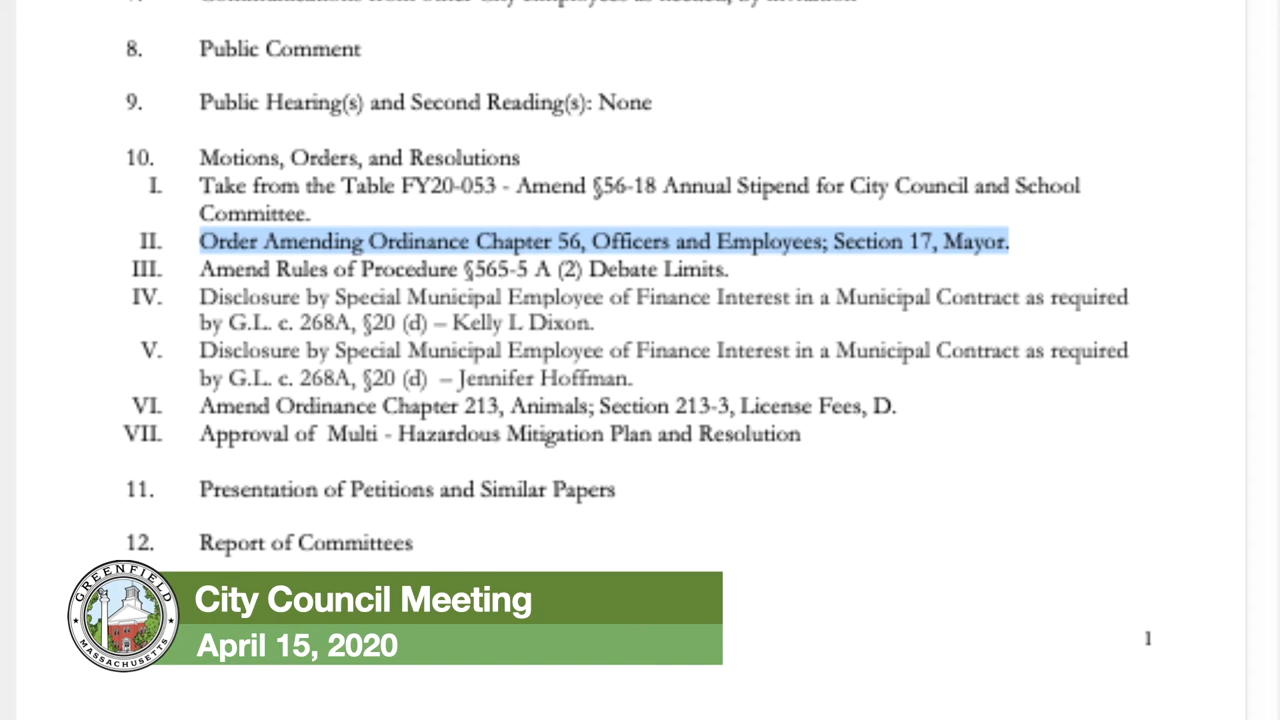 8. Public Comment
9. Public Hearing(s) and Second Reading(s): None
10. Motions, Orders, and Resolutions
I. Take from the Table FY20-053 - Amend §56-18 Annual Stipend for City Council and School
Committee.
II. Order Amending Ordinance Chapter 56, Officers and Employees; Section 17, Mayor.
III. Amend Rules of Procedure §565-5 A (2) Debate Limits.
IV. Disclosure by Special Municipal Employee of Finance Interest in a Municipal Contract as required
by G.L. c. 268A, §20 (d) – Kelly L Dixon.
V. Disclosure by Special Municipal Employee of Finance Interest in a Municipal Contract as required
by G.L. c. 268A, §20 (d) – Jennifer Hoffman.
VI. Amend Ordinance Chapter 213, Animals; Section 213-3, License Fees, D.
VII. Approval of Multi - Hazardous Mitigation Plan and Resolution
11. Presentation of Petitions and Similar Papers
12. Report of Committees
GREENFIELD
MASSACHUSETTS
City Council Meeting
April 15, 2020
1